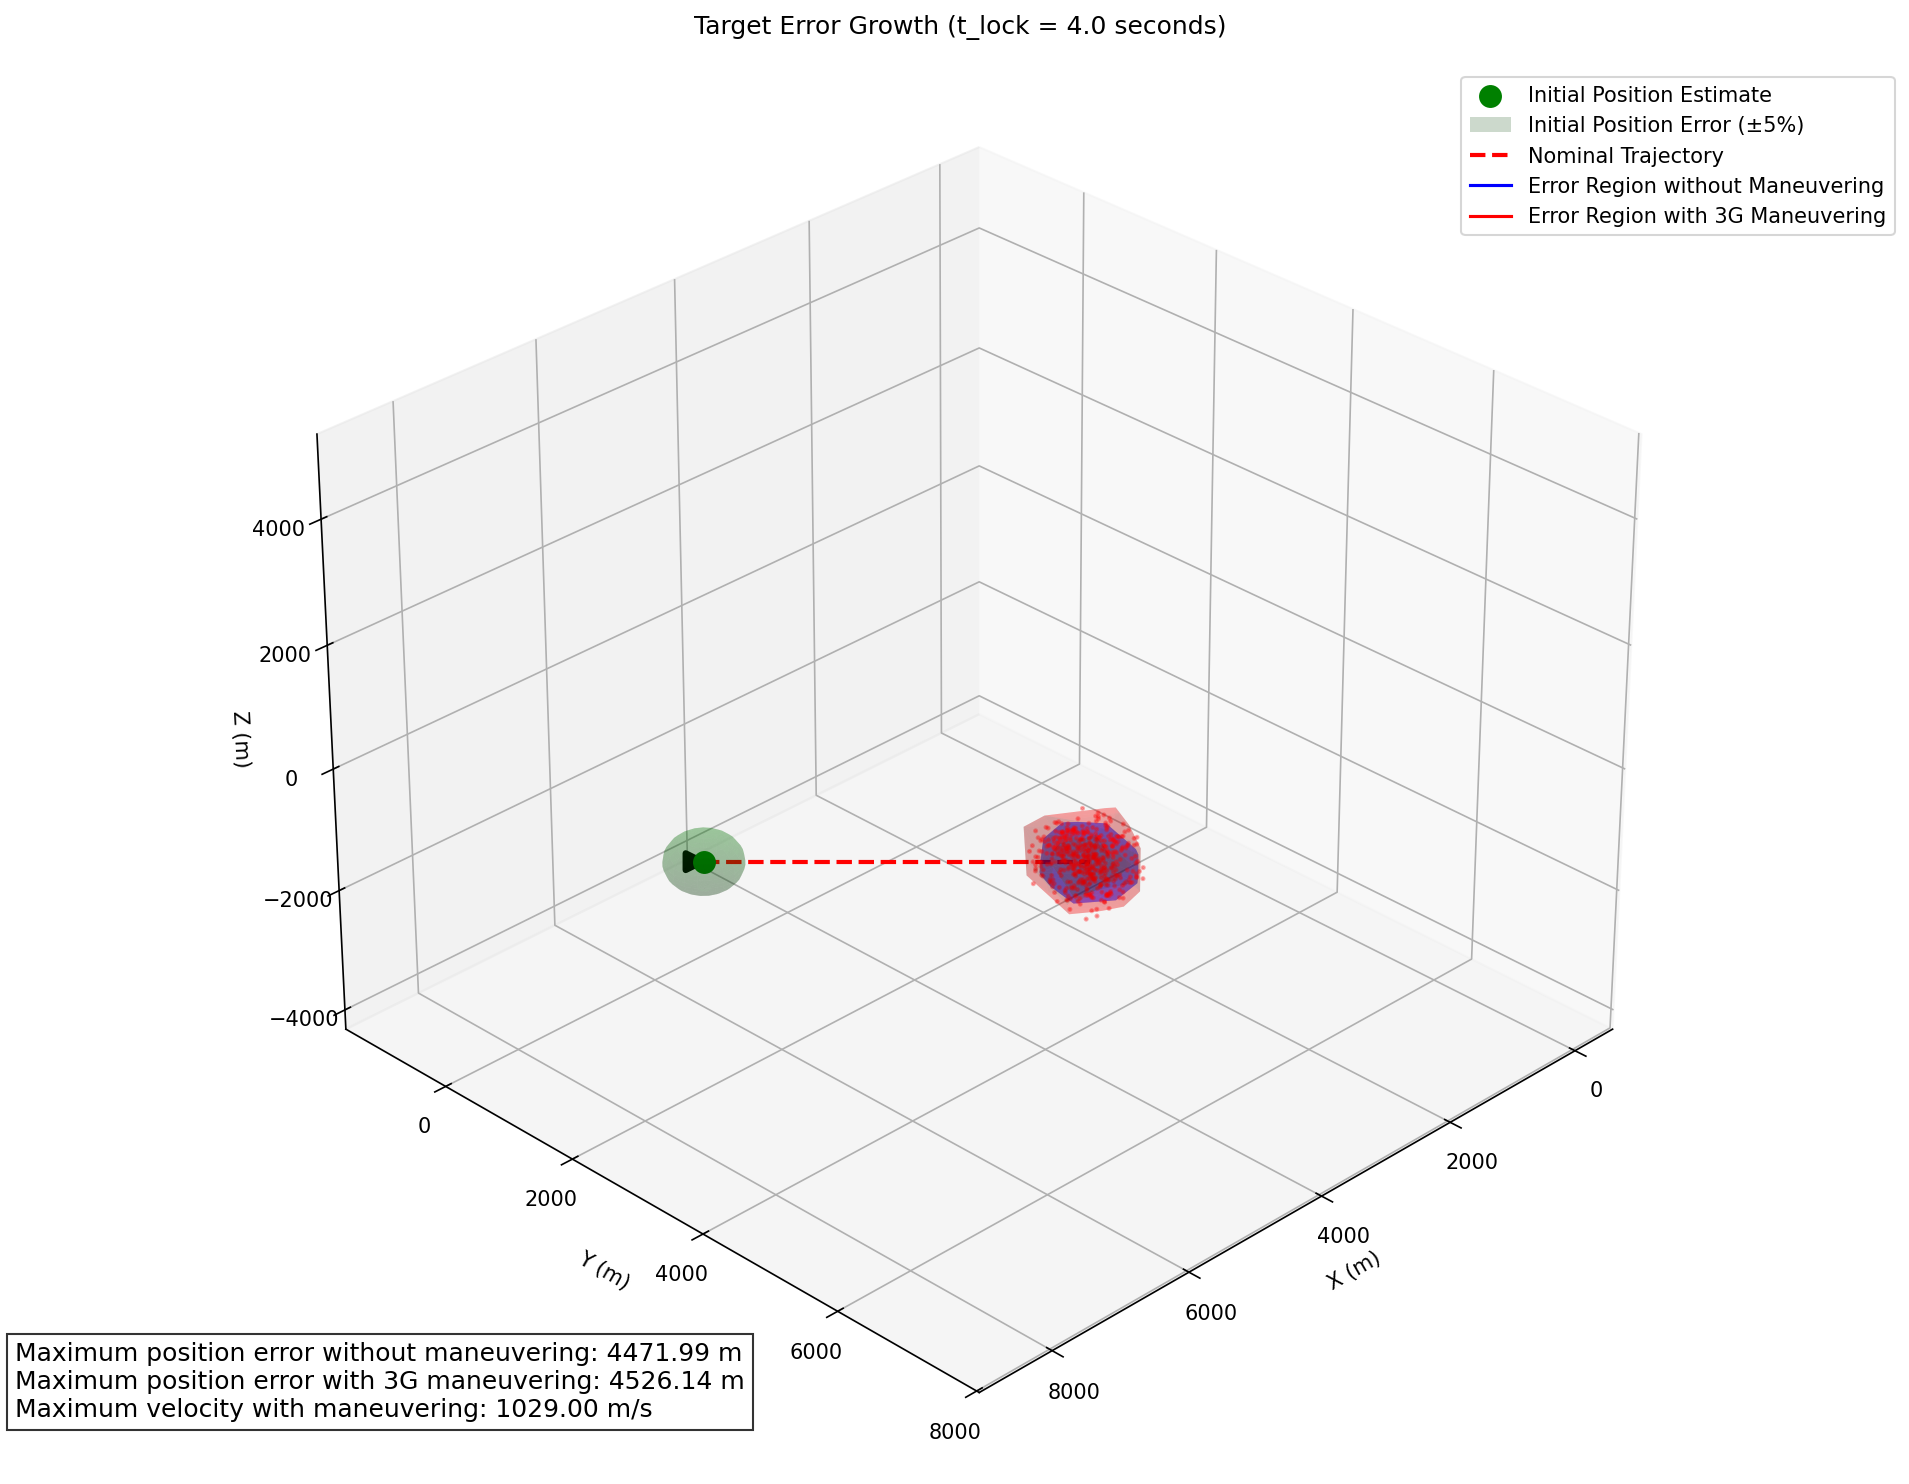 Target Error Growth (t_lock = 4.0 seconds)
Initial Position Estimate
Initial Position Error (±5%)
Nominal Trajectory
Error Region without Maneuvering
Error Region with 3G Maneuvering
4000
2000
0
−2000
−4000
Z (m)
0
2000
4000
6000
8000
Y (m)
0
2000
4000
6000
8000
X (m)
Maximum position error without maneuvering: 4471.99 m
Maximum position error with 3G maneuvering: 4526.14 m
Maximum velocity with maneuvering: 1029.00 m/s